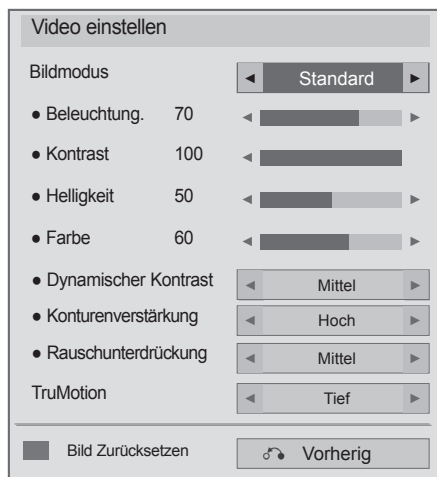 Video einstellen
Bildmodus ◄ Standard ►
● Beleuchtung. 70 ◄ ►
● Kontrast 100 ◄
● Helligkeit 50 ◄ ►
● Farbe 60 ◄ ►
● Dynamischer Kontrast ◄ Mittel ►
● Konturenverstärkung ◄ Hoch ►
● Rauschunterdrückung ◄ Mittel ►
TruMotion ◄ Tief ►
Bild Zurücksetzen Vorherig